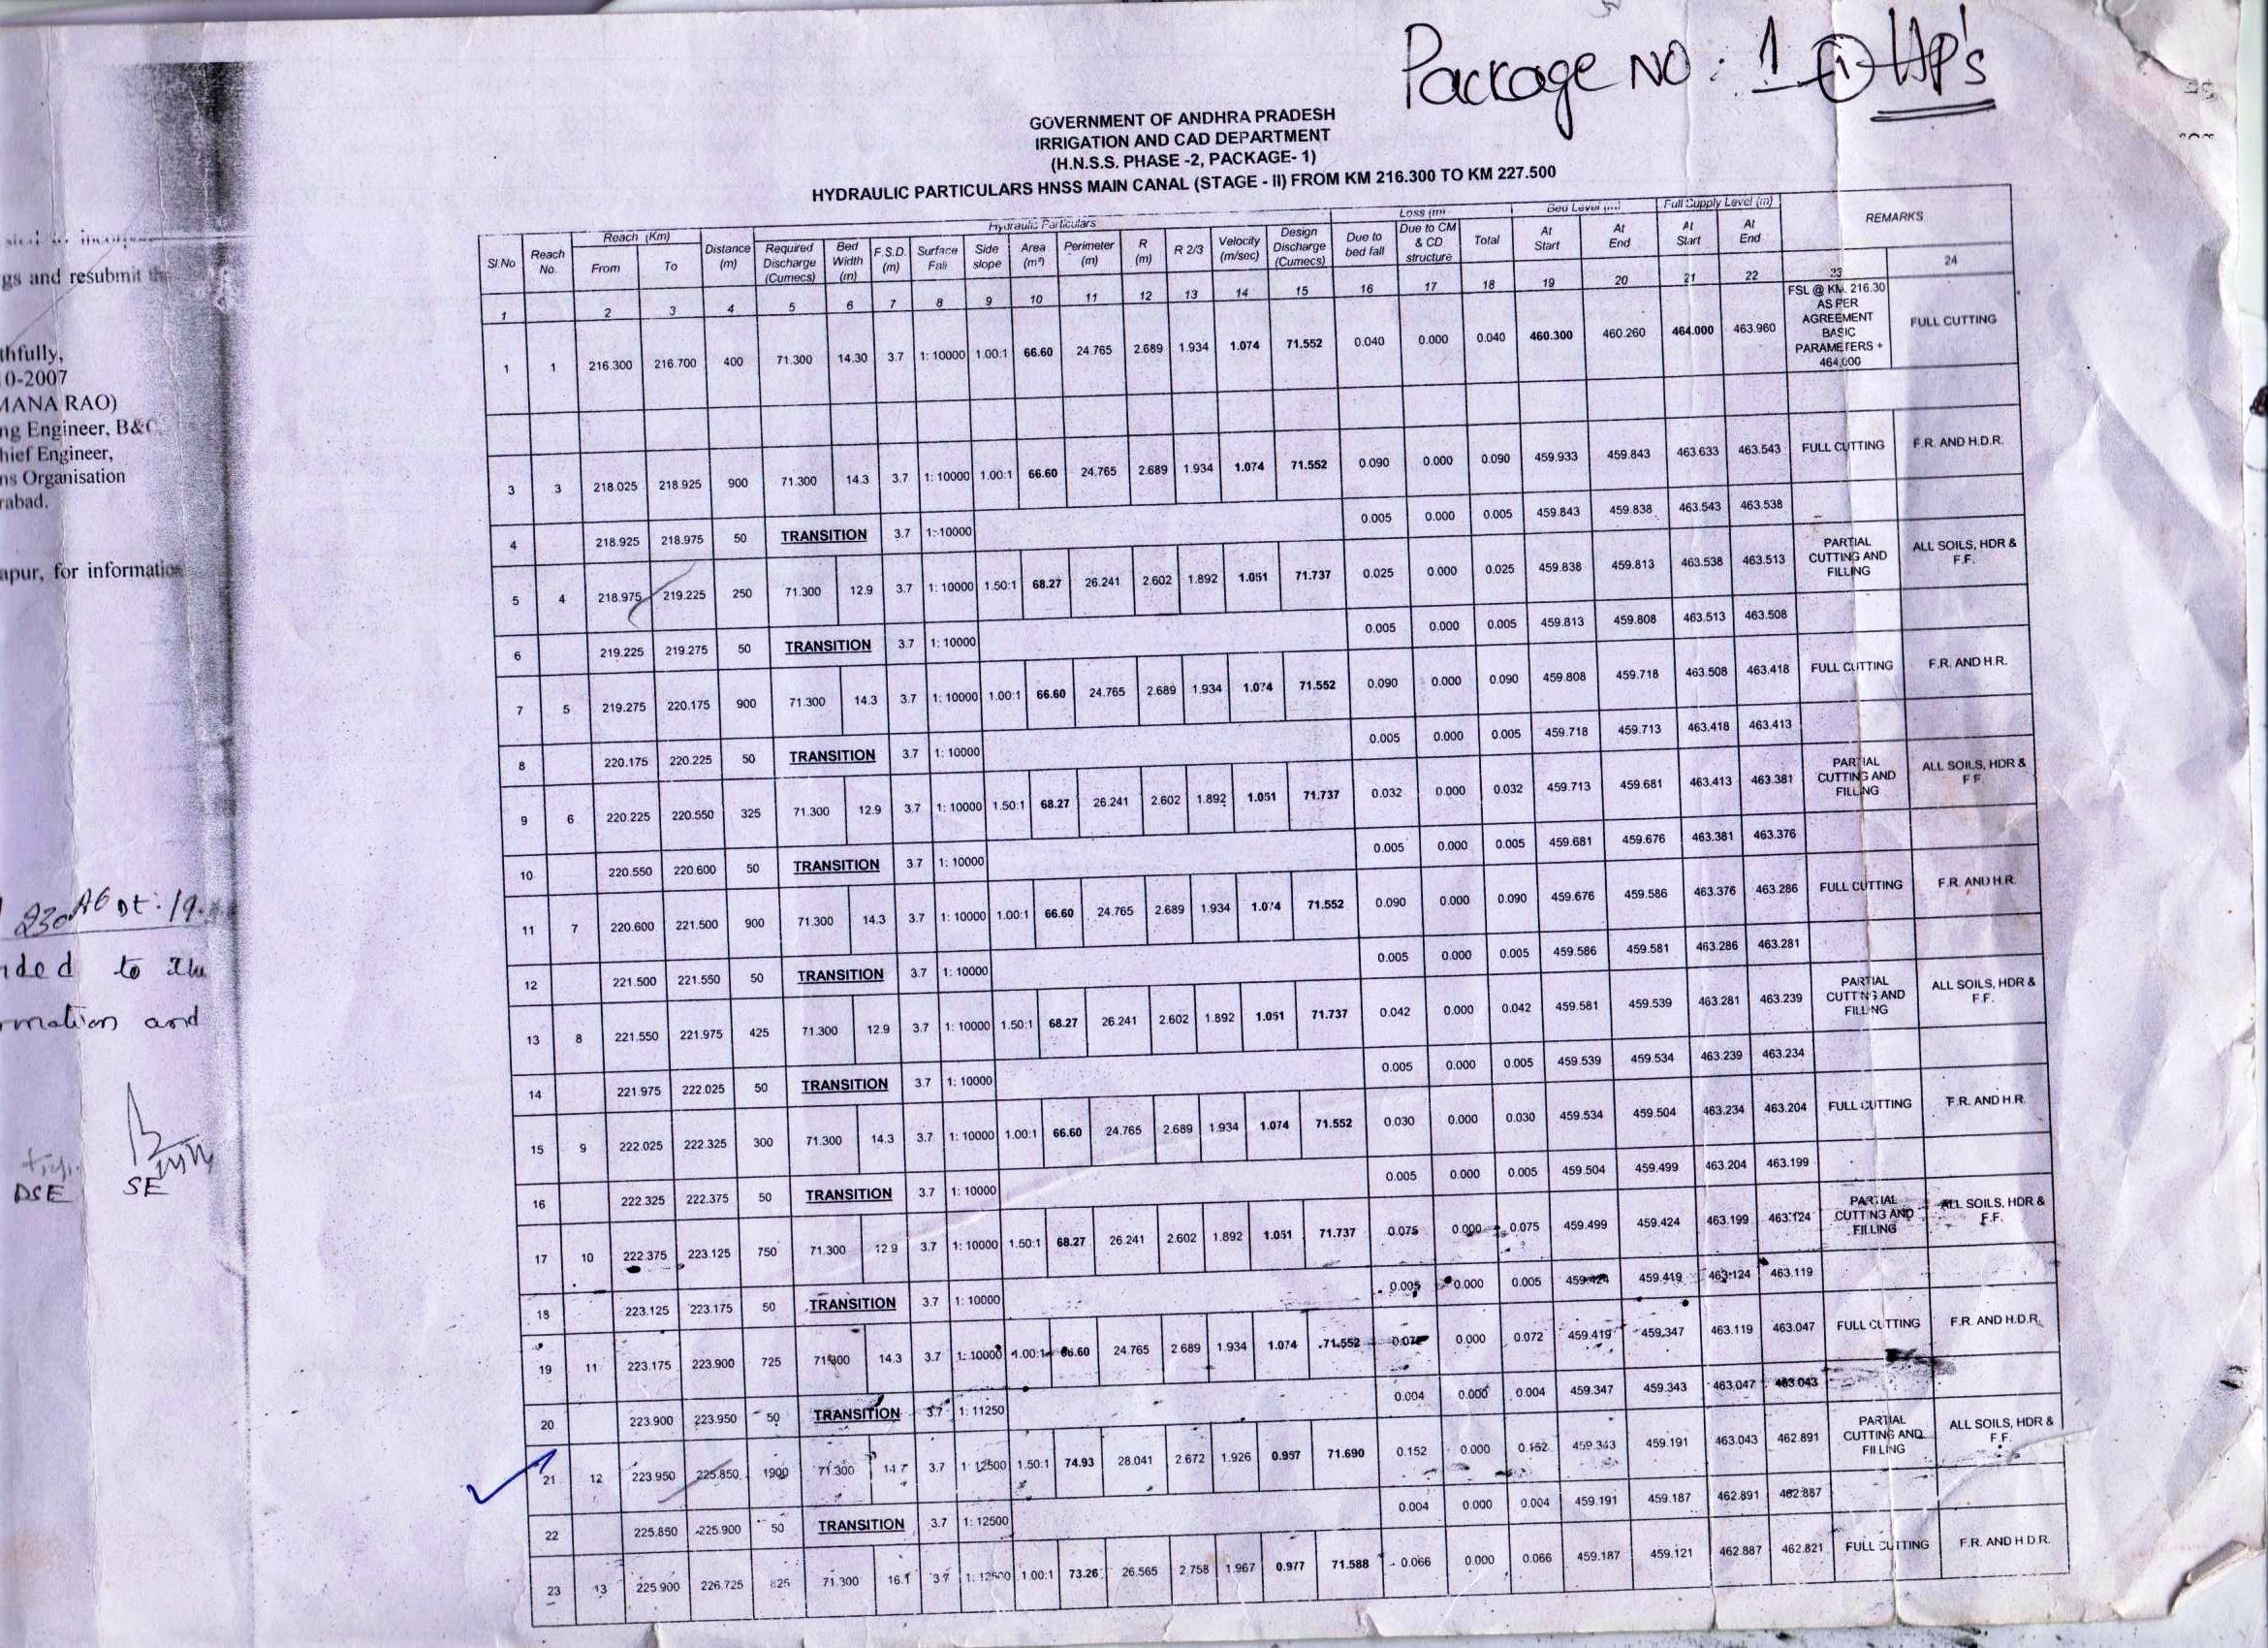 Package NO : 1 ① HP's
GOVERNMENT OF ANDHRA PRADESH
IRRIGATION AND CAD DEPARTMENT
(H.N.S.S. PHASE -2, PACKAGE- 1)
HYDRAULIC PARTICULARS HNSS MAIN CANAL (STAGE - II) FROM KM 216.300 TO KM 227.500
Sl.No Reach No. Reach (Km) From To Distance (m) Hydraulic Particulars Required Discharge (Cumecs) Bed Width (m) F.S.D. (m) Surface Fall Side slope Area (m²) Perimeter (m) R (m) R 2/3 Velocity (m/sec) Design Discharge (Cumecs) Loss (m) Due to bed fall Due to CM & CD structure Total Bed Level (m) At Start At End Full Supply Level (m) At Start At End REMARKS
1 2 3 4 5 6 7 8 9 10 11 12 13 14 15 16 17 18 19 20 21 22 23 24
1 1 216.300 216.700 400 71.300 14.30 3.7 1: 10000 1.00:1 66.60 24.765 2.689 1.934 1.074 71.552 0.040 0.000 0.040 460.300 460.260 464.000 463.960 FSL @ KM. 216.30 AS PER AGREEMENT BASIC PARAMETERS + 464.000 FULL CUTTING
3 3 218.025 218.925 900 71.300 14.3 3.7 1: 10000 1.00:1 66.60 24.765 2.689 1.934 1.074 71.552 0.090 0.000 0.090 459.933 459.843 463.633 463.543 FULL CUTTING F.R. AND H.D.R.
4 218.925 218.975 50 TRANSITION 3.7 1: 10000 0.005 0.000 0.005 459.843 459.838 463.543 463.538
5 4 218.975 219.225 250 71.300 12.9 3.7 1: 10000 1.50:1 68.27 26.241 2.602 1.892 1.051 71.737 0.025 0.000 0.025 459.838 459.813 463.538 463.513 PARTIAL CUTTING AND FILLING ALL SOILS, HDR & F.F.
6 219.225 219.275 50 TRANSITION 3.7 1: 10000 0.005 0.000 0.005 459.813 459.808 463.513 463.508
7 5 219.275 220.175 900 71.300 14.3 3.7 1: 10000 1.00:1 66.60 24.765 2.689 1.934 1.074 71.552 0.090 0.000 0.090 459.808 459.718 463.508 463.418 FULL CUTTING F.R. AND H.R.
8 220.175 220.225 50 TRANSITION 3.7 1: 10000 0.005 0.000 0.005 459.718 459.713 463.418 463.413
9 6 220.225 220.550 325 71.300 12.9 3.7 1: 10000 1.50:1 68.27 26.241 2.602 1.892 1.051 71.737 0.032 0.000 0.032 459.713 459.681 463.413 463.381 PARTIAL CUTTING AND FILLING ALL SOILS, HDR & F.F.
10 220.550 220.600 50 TRANSITION 3.7 1: 10000 0.005 0.000 0.005 459.681 459.676 463.381 463.376
11 7 220.600 221.500 900 71.300 14.3 3.7 1: 10000 1.00:1 66.60 24.765 2.689 1.934 1.074 71.552 0.090 0.000 0.090 459.676 459.586 463.376 463.286 FULL CUTTING F.R. AND H.R.
12 221.500 221.550 50 TRANSITION 3.7 1: 10000 0.005 0.000 0.005 459.586 459.581 463.286 463.281
13 8 221.550 221.975 425 71.300 12.9 3.7 1: 10000 1.50:1 68.27 26.241 2.602 1.892 1.051 71.737 0.042 0.000 0.042 459.581 459.539 463.281 463.239 PARTIAL CUTTING AND FILLING ALL SOILS, HDR & F.F.
14 221.975 222.025 50 TRANSITION 3.7 1: 10000 0.005 0.000 0.005 459.539 459.534 463.239 463.234
15 9 222.025 222.325 300 71.300 14.3 3.7 1: 10000 1.00:1 66.60 24.765 2.689 1.934 1.074 71.552 0.030 0.000 0.030 459.534 459.504 463.234 463.204 FULL CUTTING F.R. AND H.R.
16 222.325 222.375 50 TRANSITION 3.7 1: 10000 0.005 0.000 0.005 459.504 459.499 463.204 463.199
17 10 222.375 223.125 750 71.300 12.9 3.7 1: 10000 1.50:1 68.27 26.241 2.602 1.892 1.051 71.737 0.075 0.000 0.075 459.499 459.424 463.199 463.124 PARTIAL CUTTING AND FILLING ALL SOILS, HDR & F.F.
18 223.125 223.175 50 TRANSITION 3.7 1: 10000 0.005 0.000 0.005 459.424 459.419 463.124 463.119
19 11 223.175 223.900 725 71.300 14.3 3.7 1: 10000 1.00:1 66.60 24.765 2.689 1.934 1.074 71.552 0.072 0.000 0.072 459.419 459.347 463.119 463.047 FULL CUTTING F.R. AND H.D.R.
20 223.900 223.950 50 TRANSITION 3.7 1: 11250 0.004 0.000 0.004 459.347 459.343 463.047 463.043
21 12 223.950 225.850 1900 71.300 14.7 3.7 1: 12500 1.50:1 74.93 28.041 2.672 1.926 0.957 71.690 0.152 0.000 0.152 459.343 459.191 463.043 462.891 PARTIAL CUTTING AND FILLING ALL SOILS, HDR & F.F.
22 225.850 225.900 50 TRANSITION 3.7 1: 12500 0.004 0.000 0.004 459.191 459.187 462.891 462.887
23 13 225.900 226.725 825 71.300 16.1 3.7 1: 12500 1.00:1 73.26 26.565 2.758 1.967 0.977 71.588 0.066 0.000 0.066 459.187 459.121 462.887 462.821 FULL CUTTING F.R. AND H.D.R.
gs and resubmit the
thfully,
0-2007
MANA RAO)
ng Engineer, B&C,
hief Engineer,
ns Organisation
rabad.
apur, for information
Dt: 19.
nded to the
rmation and
DSE SE